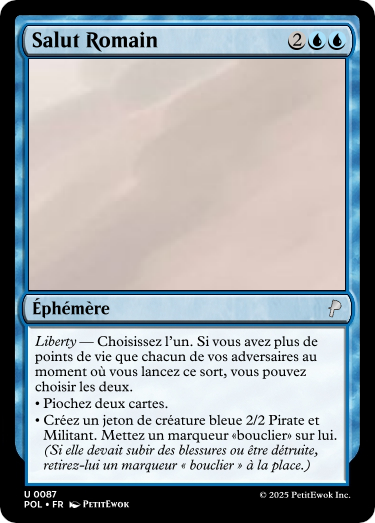 Salut Romain 2
Éphémère
Liberty — Choisissez l'un. Si vous avez plus de
points de vie que chacun de vos adversaires au
moment où vous lancez ce sort, vous pouvez
choisir les deux.
• Piochez deux cartes.
• Créez un jeton de créature bleue 2/2 Pirate et
Militant. Mettez un marqueur «bouclier» sur lui.
(Si elle devait subir des blessures ou être détruite,
retirez-lui un marqueur « bouclier » à la place.)
U 0087
POL • FR PetitEwok
© 2025 PetitEwok Inc.